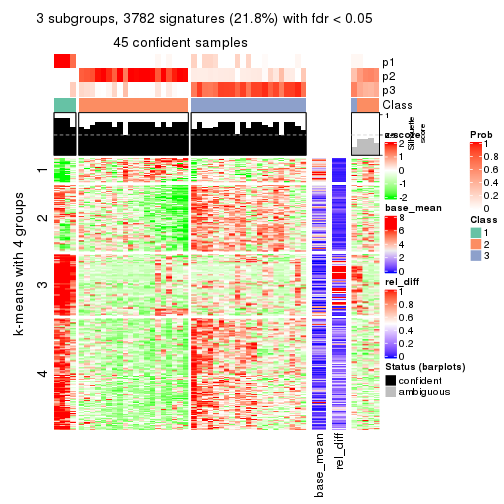 3 subgroups, 3782 signatures (21.8%) with fdr < 0.05
45 confident samples
p1
p2
p3
Class
1
Silhouette
score
z-score
2
1
0
-1
-2
base_mean
8
6
4
2
0
rel_diff
1
0.8
0.6
0.4
0.2
0
Status (barplots)
confident
ambiguous
Prob
1
0.8
0.6
0.4
0.2
0
Class
1
2
3
k-means with 4 groups
1
2
3
4
base_mean
rel_diff